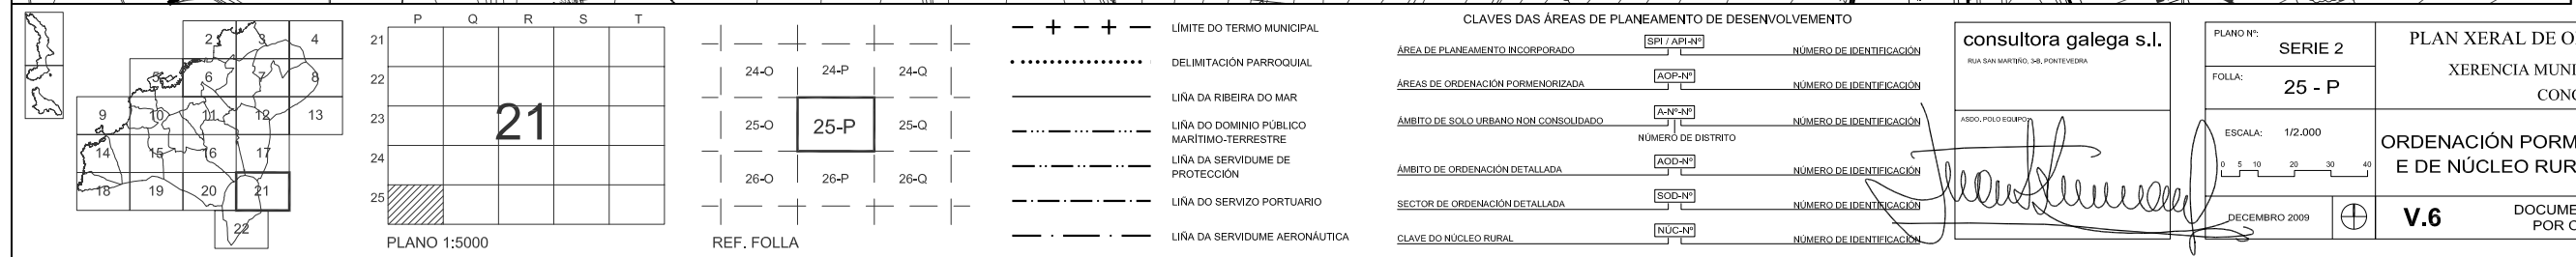 2 3 4
5 6 7 8
9 10 11 12 13
14 15 16 17
18 19 20 21
22
P Q R S T
21
22
23
24
25
21
PLANO 1:5000
24-O 24-P 24-Q
25-O 25-P 25-Q
26-O 26-P 26-Q
REF. FOLLA
LÍMITE DO TERMO MUNICIPAL
DELIMITACIÓN PARROQUIAL
LIÑA DA RIBEIRA DO MAR
LIÑA DO DOMINIO PÚBLICO
MARÍTIMO-TERRESTRE
LIÑA DA SERVIDUME DE
PROTECCIÓN
LIÑA DO SERVIZO PORTUARIO
LIÑA DA SERVIDUME AERONÁUTICA
CLAVES DAS ÁREAS DE PLANEAMENTO DE DESENVOLVEMENTO
ÁREA DE PLANEAMENTO INCORPORADO SPI / API-Nº NÚMERO DE IDENTIFICACIÓN
ÁREAS DE ORDENACIÓN PORMENORIZADA AOP-Nº NÚMERO DE IDENTIFICACIÓN
ÁMBITO DE SOLO URBANO NON CONSOLIDADO A-Nº-Nº NÚMERO DE IDENTIFICACIÓN
NÚMERO DE DISTRITO
ÁMBITO DE ORDENACIÓN DETALLADA AOD-Nº NÚMERO DE IDENTIFICACIÓN
SECTOR DE ORDENACIÓN DETALLADA SOD-Nº NÚMERO DE IDENTIFICACIÓN
CLAVE DO NÚCLEO RURAL NÚC-Nº NÚMERO DE IDENTIFICACIÓN
consultora galega s.l.
RUA SAN MARTIÑO, 3-B, PONTEVEDRA
ASDO. POLO EQUIPO:
PLANO Nº: SERIE 2
FOLLA: 25 - P
ESCALA: 1/2.000
0 5 10 20 30 40
DECEMBRO 2009
PLAN XERAL DE O
XERENCIA MUNI
CONC
ORDENACIÓN PORM
E DE NÚCLEO RUR
V.6
DOCUME
POR C